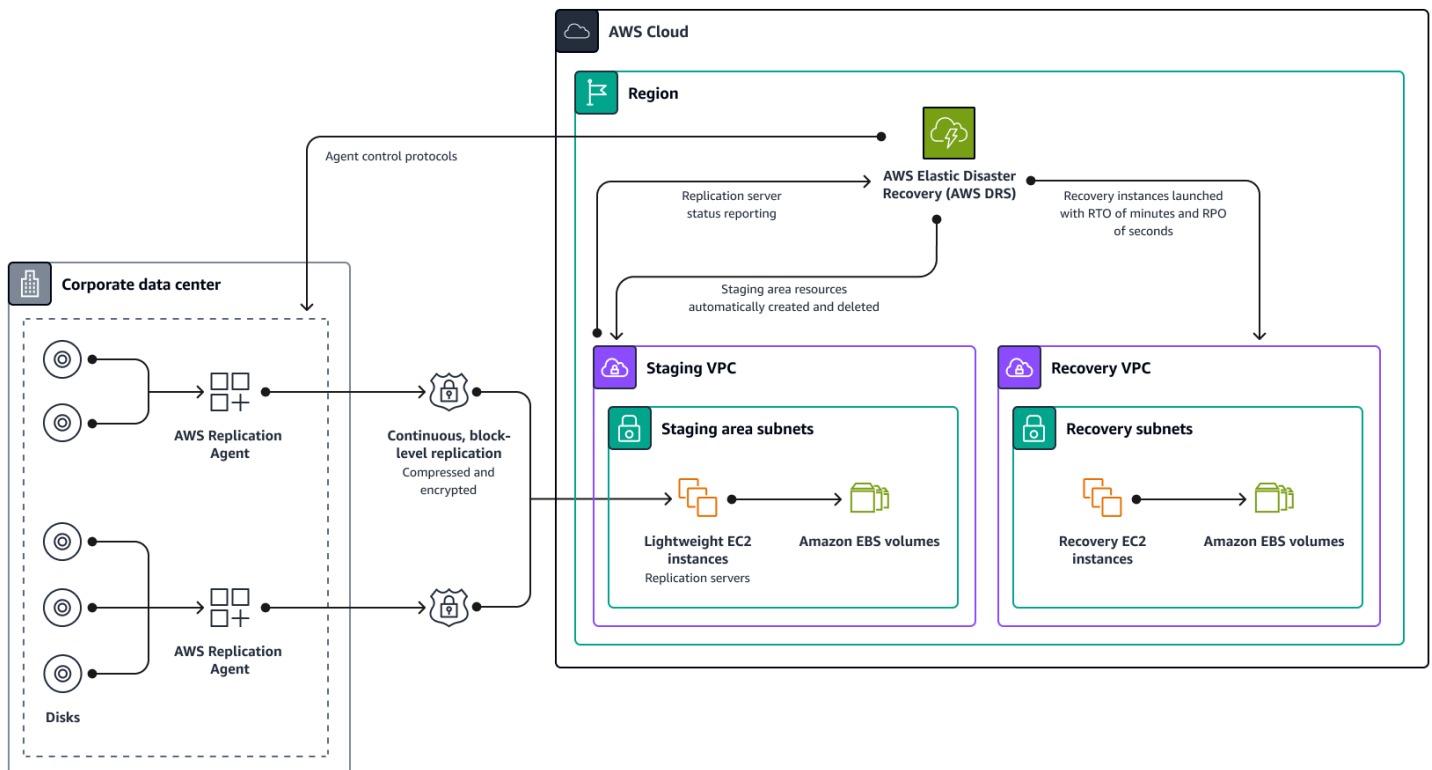 AWS Cloud
Region
Agent control protocols
AWS Elastic Disaster
Recovery (AWS DRS)
Replication server
status reporting
Recovery instances launched
with RTO of minutes and RPO
of seconds
Staging area resources
automatically created and deleted
Corporate data center
AWS Replication
Agent
Continuous, block-
level replication
Compressed and
encrypted
AWS Replication
Agent
Disks
Staging VPC
Staging area subnets
Lightweight EC2
instances
Replication servers
Amazon EBS volumes
Recovery VPC
Recovery subnets
Recovery EC2
instances
Amazon EBS volumes